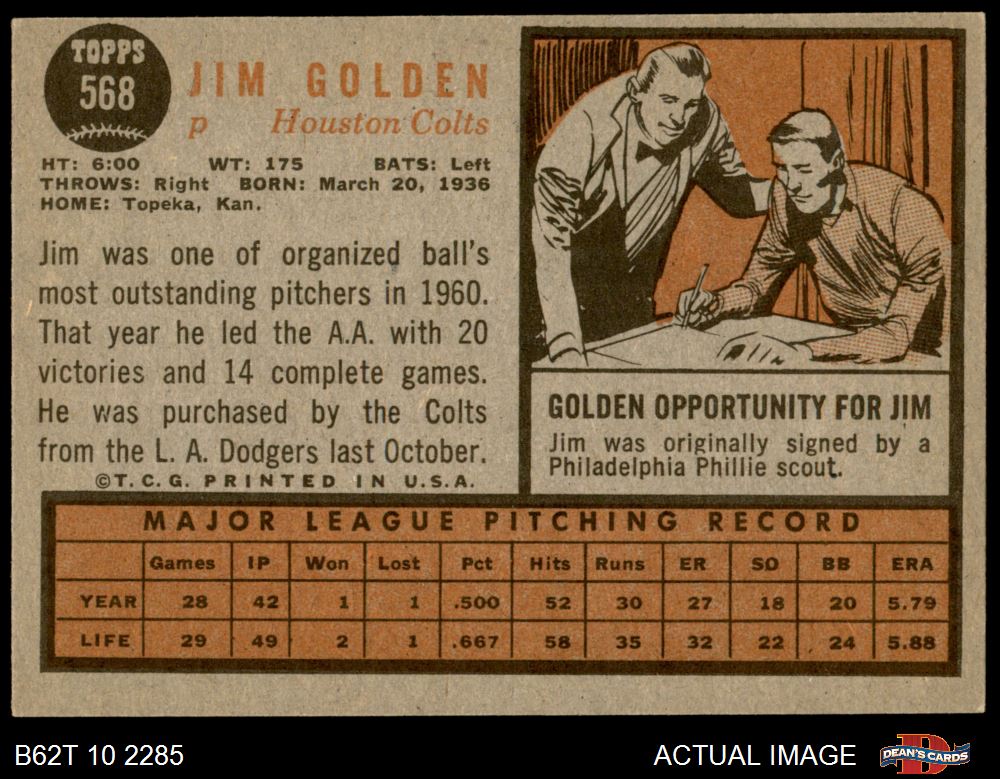 TOPPS
568
JIM GOLDEN
p Houston Colts
HT: 6:00 WT: 175 BATS: Left
THROWS: Right BORN: March 20, 1936
HOME: Topeka, Kan.
Jim was one of organized ball's
most outstanding pitchers in 1960.
That year he led the A.A. with 20
victories and 14 complete games.
He was purchased by the Colts
from the L. A. Dodgers last October.
©T.C.G. PRINTED IN U.S.A.
GOLDEN OPPORTUNITY FOR JIM
Jim was originally signed by a
Philadelphia Phillie scout.
MAJOR LEAGUE PITCHING RECORD
Games IP Won Lost Pct Hits Runs ER SO BB ERA
YEAR 28 42 1 1 .500 52 30 27 18 20 5.79
LIFE 29 49 2 1 .667 58 35 32 22 24 5.88
B62T 10 2285 ACTUAL IMAGE DEAN'S CARDS